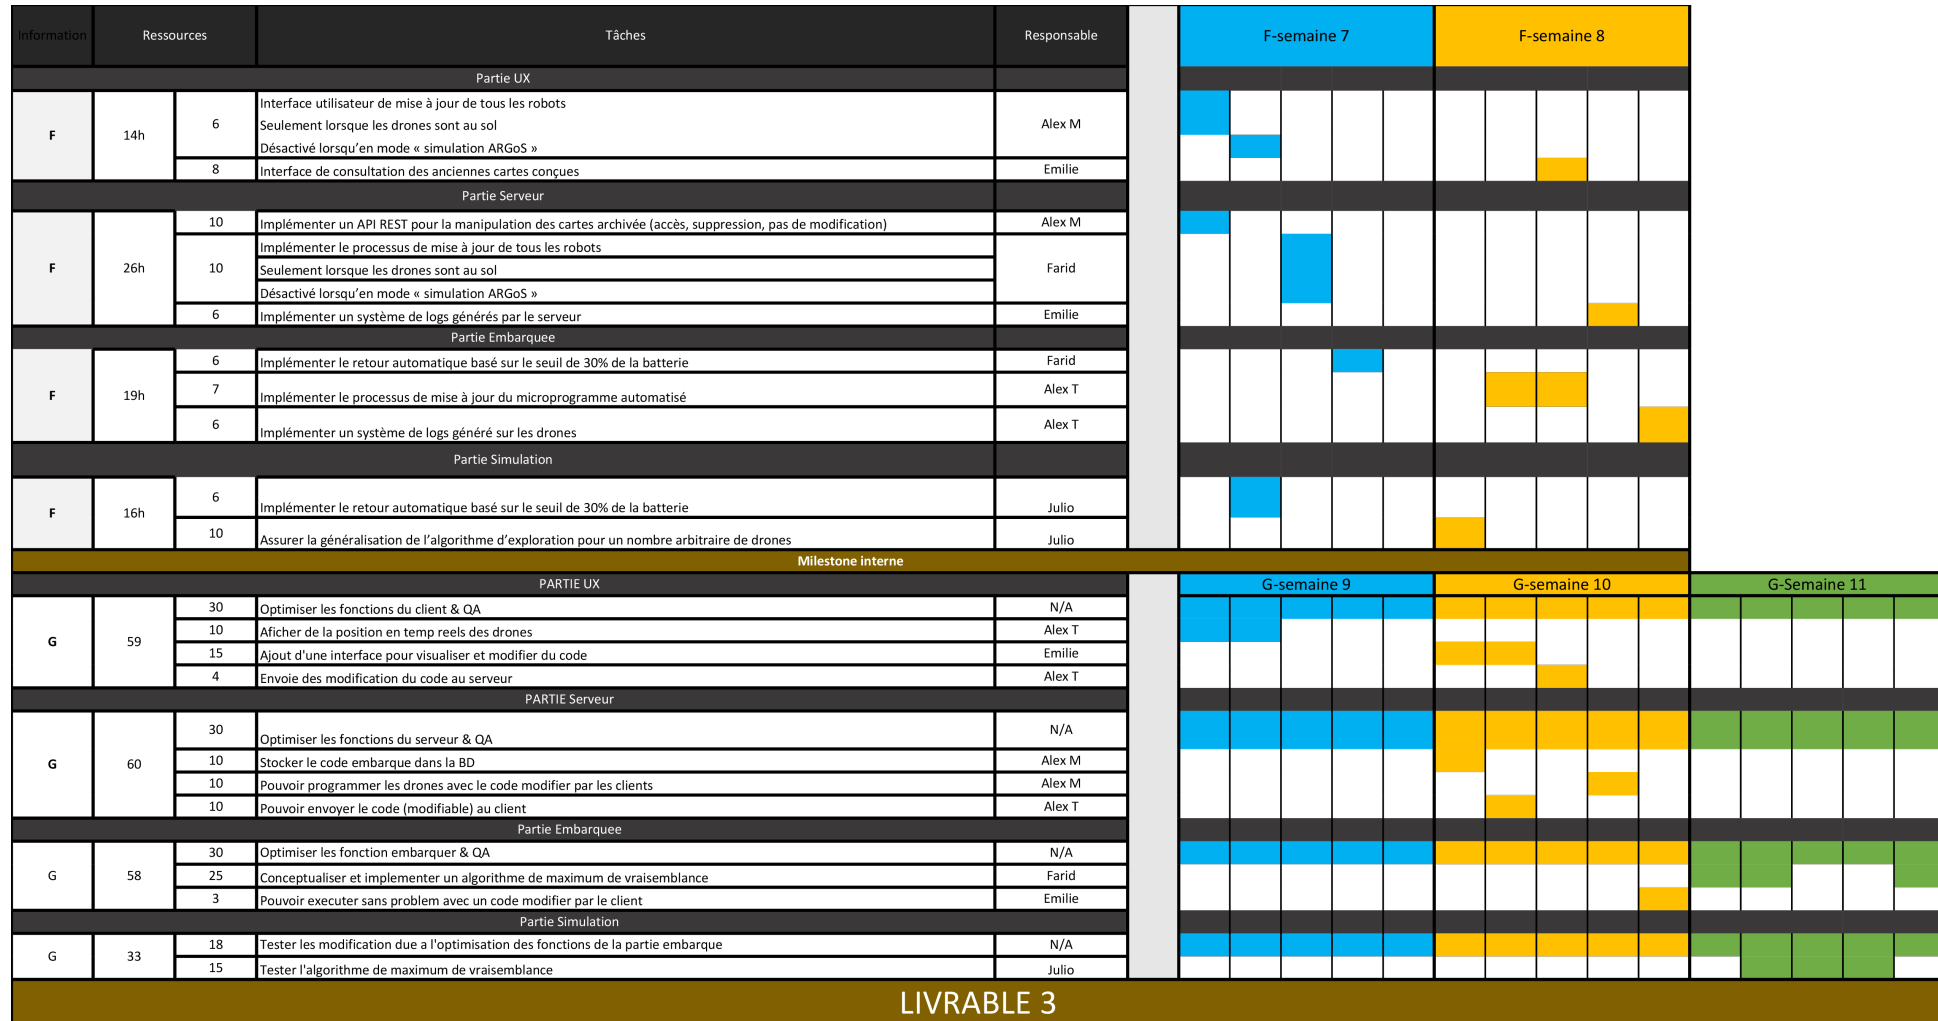 Information Ressources Tâches Responsable F-semaine 7 F-semaine 8
Partie UX
F 14h 6 Interface utilisateur de mise à jour de tous les robots Alex M
Seulement lorsque les drones sont au sol
Désactivé lorsqu'en mode « simulation ARGoS »
8 Interface de consultation des anciennes cartes conçues Emilie
Partie Serveur
F 26h 10 Implémenter un API REST pour la manipulation des cartes archivée (accès, suppression, pas de modification) Alex M
Implémenter le processus de mise à jour de tous les robots
10 Seulement lorsque les drones sont au sol Farid
Désactivé lorsqu'en mode « simulation ARGoS »
6 Implémenter un système de logs générés par le serveur Emilie
Partie Embarquee
F 19h 6 Implémenter le retour automatique basé sur le seuil de 30% de la batterie Farid
7 Implémenter le processus de mise à jour du microprogramme automatisé Alex T
6 Implémenter un système de logs généré sur les drones Alex T
Partie Simulation
F 16h 6 Implémenter le retour automatique basé sur le seuil de 30% de la batterie Julio
10 Assurer la généralisation de l'algorithme d'exploration pour un nombre arbitraire de drones Julio
Milestone interne
PARTIE UX G-semaine 9 G-semaine 10 G-Semaine 11
G 59 30 Optimiser les fonctions du client & QA N/A
10 Aficher de la position en temp reels des drones Alex T
15 Ajout d'une interface pour visualiser et modifier du code Emilie
4 Envoie des modification du code au serveur Alex T
PARTIE Serveur
G 60 30 Optimiser les fonctions du serveur & QA N/A
10 Stocker le code embarque dans la BD Alex M
10 Pouvoir programmer les drones avec le code modifier par les clients Alex M
10 Pouvoir envoyer le code (modifiable) au client Alex T
Partie Embarquee
G 58 30 Optimiser les fonction embarquer & QA N/A
25 Conceptualiser et implementer un algorithme de maximum de vraisemblance Farid
3 Pouvoir executer sans problem avec un code modifier par le client Emilie
Partie Simulation
G 33 18 Tester les modification due a l'optimisation des fonctions de la partie embarque N/A
15 Tester l'algorithme de maximum de vraisemblance Julio
LIVRABLE 3